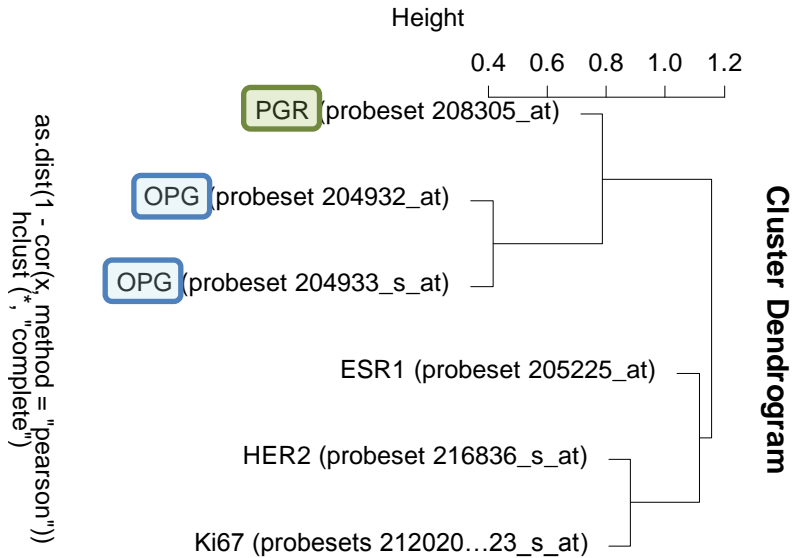 Height
0.4 0.6 0.8 1.0 1.2
PGR (probeset 208305_at)
OPG (probeset 204932_at)
OPG (probeset 204933_s_at)
ESR1 (probeset 205225_at)
HER2 (probeset 216836_s_at)
Ki67 (probesets 212020…23_s_at)
Cluster Dendrogram
as.dist(1 - cor(x, method = "pearson"))
hclust (*, "complete")